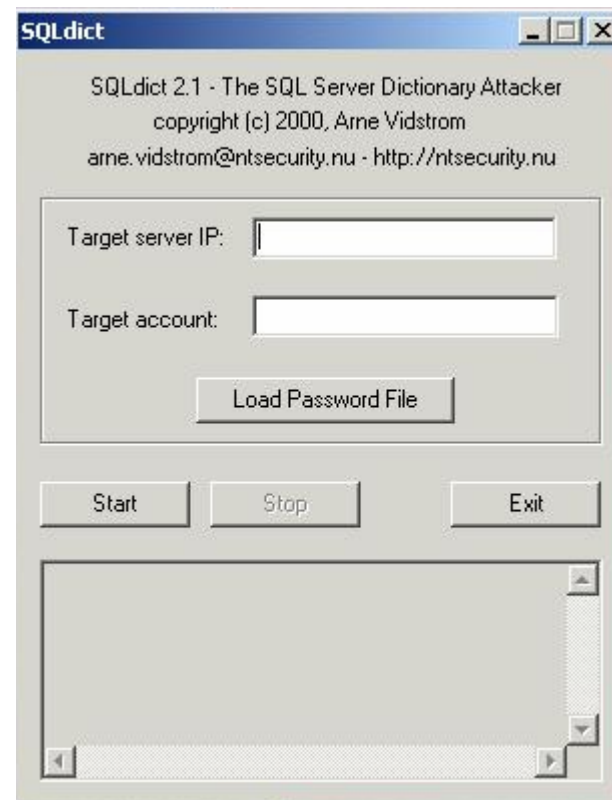 SQLdict
SQLdict 2.1 - The SQL Server Dictionary Attacker
copyright (c) 2000, Arne Vidstrom
arne.vidstrom@ntsecurity.nu - http://ntsecurity.nu
Target server IP:
Target account:
Load Password File
Start Stop Exit